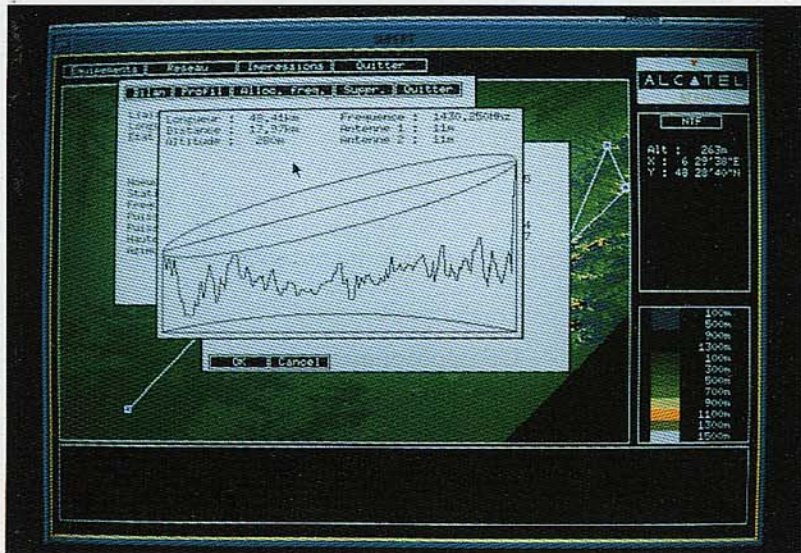 Equipements Reseau Impressions Quitter
ALCATEL
Bilan Profil Alloc. freq. Suppr. Quitter
Longueur : 48,41km Frequence : 1430,250Mhz
Distance : 17,97km Antenne 1 : 11m
Altitude : 280m Antenne 2 : 11m
NTF
Alt : 263m
X : 6 29'38"E
Y : 48 28'40"N
OK Cancel
100m
500m
900m
1300m
100m
300m
500m
700m
900m
1100m
1300m
1500m